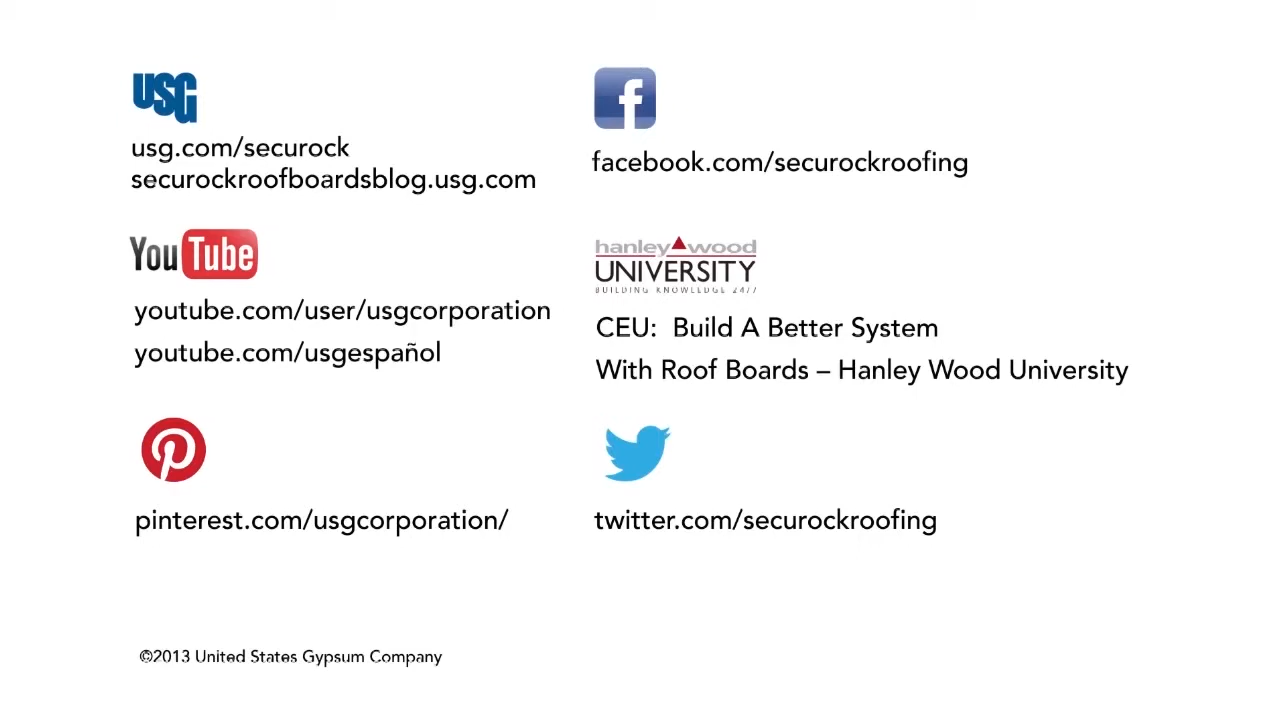 USG
usg.com/securock
securockroofboardsblog.usg.com
f
facebook.com/securockroofing
YouTube
youtube.com/user/usgcorporation
youtube.com/usgespañol
hanley wood
UNIVERSITY
BUILDING KNOWLEDGE 24/7
CEU: Build A Better System
With Roof Boards – Hanley Wood University
pinterest.com/usgcorporation/
twitter.com/securockroofing
©2013 United States Gypsum Company